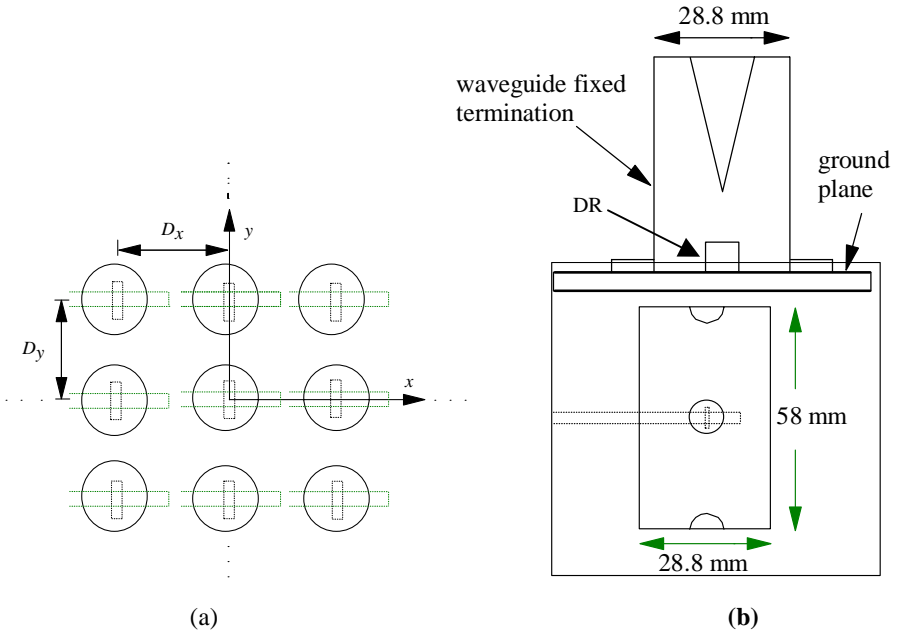 28.8 mm
waveguide fixed
termination
ground
plane
DR
Dx
y
Dy
x
58 mm
28.8 mm
(a)
(b)